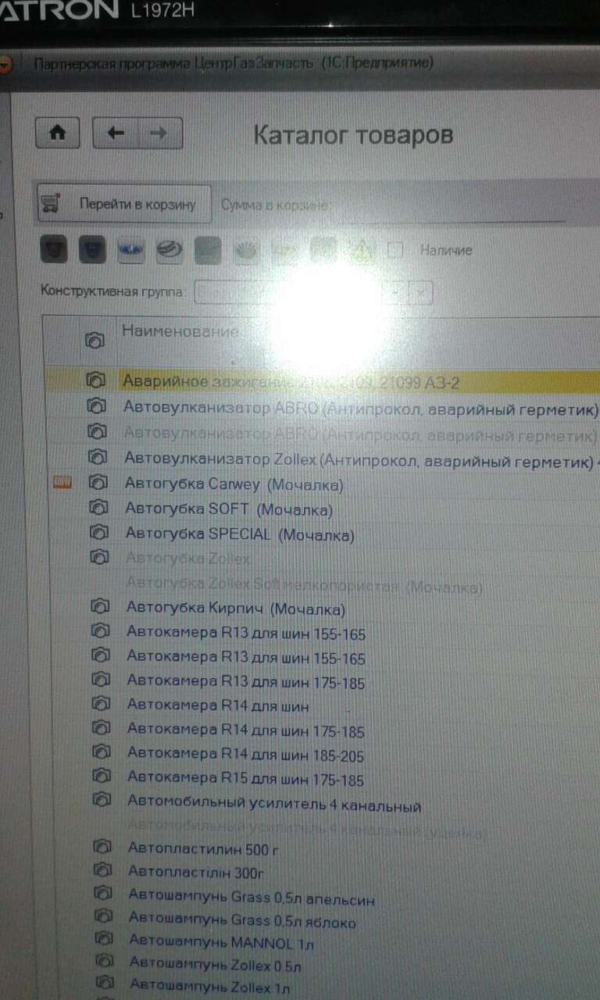 ATRON L1972H
Партнерская программа ЦентрГазЗапчасть (1С:Предприятие)
Каталог товаров
Перейти в корзину Сумма в корзине:
Наличие
Конструктивная группа:
Наименование
Аварийное зажигание 2109, 21099 АЗ-2
Автовулканизатор ABRO (Антипрокол, аварийный герметик)
Автовулканизатор ABRO (Антипрокол, аварийный герметик)
Автовулканизатор Zollex (Антипрокол, аварийный герметик)
Автогубка Carwey (Мочалка)
Автогубка SOFT (Мочалка)
Автогубка SPECIAL (Мочалка)
Автогубка Zollex
Автогубка Zollex Soft мелкопористая (Мочалка)
Автогубка Кирпич (Мочалка)
Автокамера R13 для шин 155-165
Автокамера R13 для шин 155-165
Автокамера R13 для шин 175-185
Автокамера R14 для шин
Автокамера R14 для шин 175-185
Автокамера R14 для шин 185-205
Автокамера R15 для шин 175-185
Автомобильный усилитель 4 канальный
Автомобильный усилитель 4 канальный (уценка)
Автопластилин 500 г
Автопластілін 300г
Автошампунь Grass 0,5л апельсин
Автошампунь Grass 0,5л яблоко
Автошампунь MANNOL 1л
Автошампунь Zollex 0.5л
Автошампунь Zollex 1л